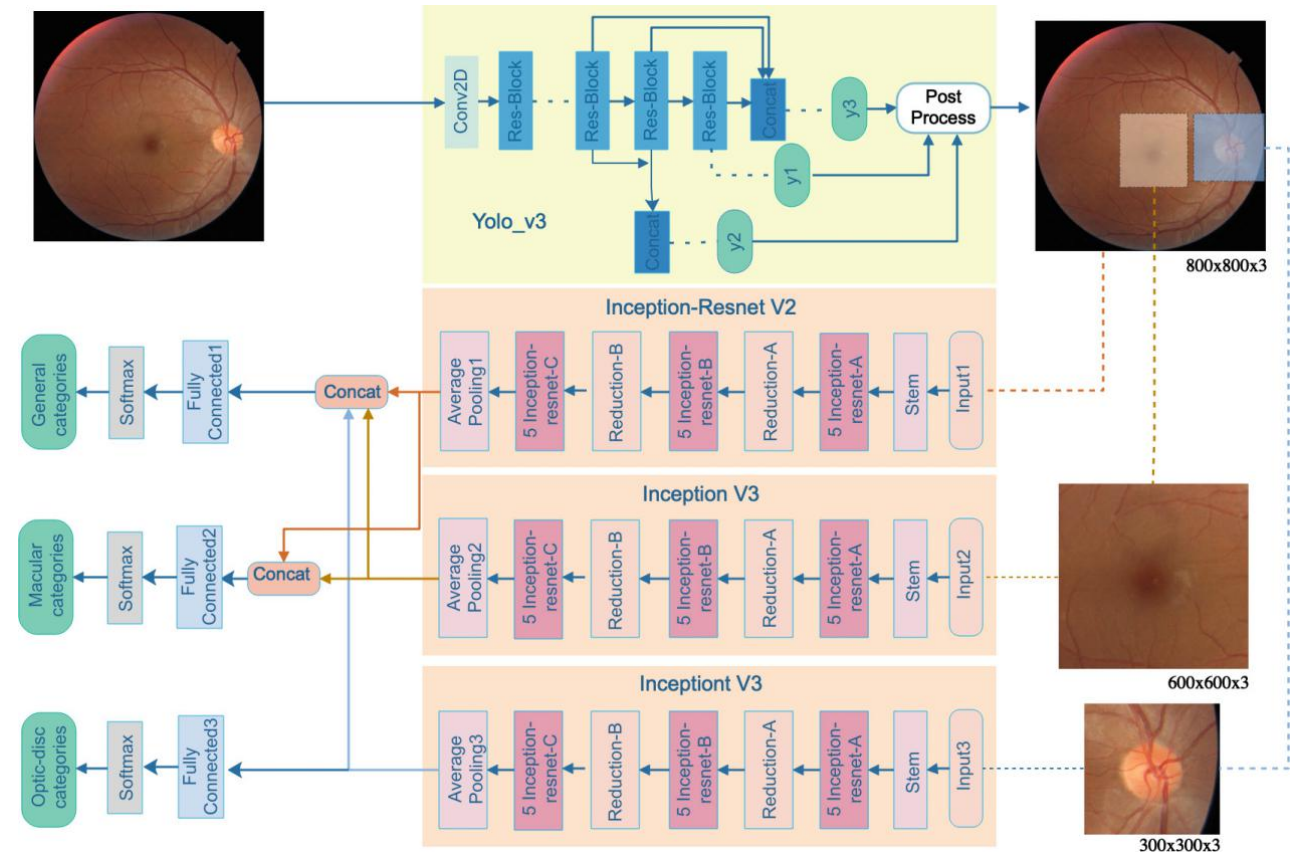 Conv2D
Res-Block
Res-Block
Res-Block
Res-Block
Concat
y3
Post
Process
y1
Yolo_v3
Concat
y2
800x800x3
Inception-Resnet V2
General
categories
Softmax
Fully
Connected1
Concat
Average
Pooling1
5 Inception-
resnet-C
Reduction-B
5 Inception-
resnet-B
Reduction-A
5 Inception-
resnet-A
Stem
Input1
Inception V3
Macular
categories
Softmax
Fully
Connected2
Concat
Average
Pooling2
5 Inception-
resnet-C
Reduction-B
5 Inception-
resnet-B
Reduction-A
5 Inception-
resnet-A
Stem
Input2
600x600x3
Inceptiont V3
Optic-disc
categories
Softmax
Fully
Connected3
Average
Pooling3
5 Inception-
resnet-C
Reduction-B
5 Inception-
resnet-B
Reduction-A
5 Inception-
resnet-A
Stem
Input3
300x300x3